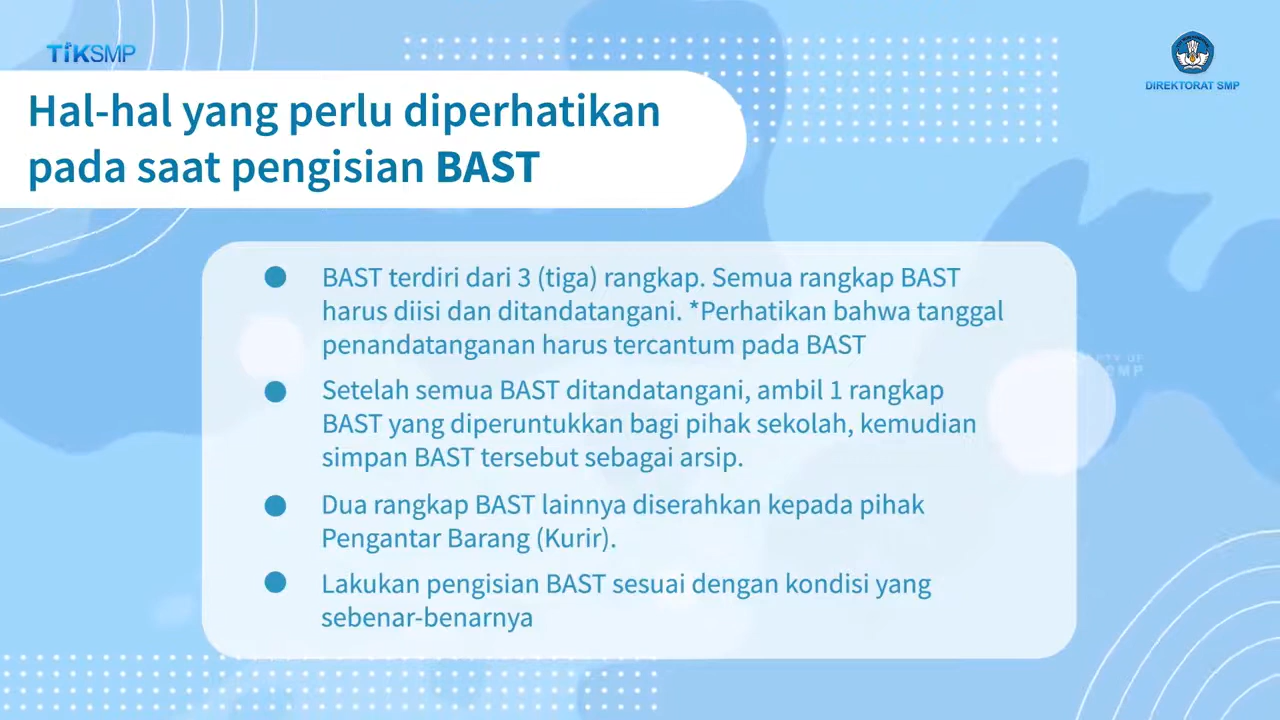 TiKSMP
DIREKTORAT SMP
Hal-hal yang perlu diperhatikan
pada saat pengisian BAST
BAST terdiri dari 3 (tiga) rangkap. Semua rangkap BAST
harus diisi dan ditandatangani. *Perhatikan bahwa tanggal
penandatanganan harus tercantum pada BAST
Setelah semua BAST ditandatangani, ambil 1 rangkap
BAST yang diperuntukkan bagi pihak sekolah, kemudian
simpan BAST tersebut sebagai arsip.
Dua rangkap BAST lainnya diserahkan kepada pihak
Pengantar Barang (Kurir).
Lakukan pengisian BAST sesuai dengan kondisi yang
sebenar-benarnya